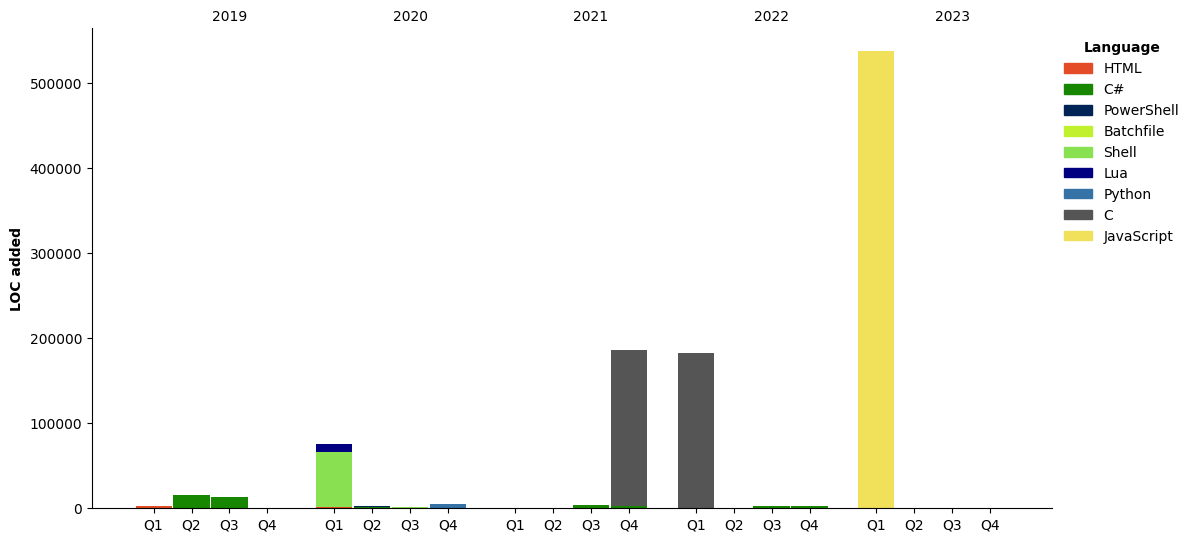 2019 2020 2021 2022 2023
Language
HTML
C#
PowerShell
Batchfile
Shell
Lua
Python
C
JavaScript
LOC added
500000
400000
300000
200000
100000
0
Q1 Q2 Q3 Q4 Q1 Q2 Q3 Q4 Q1 Q2 Q3 Q4 Q1 Q2 Q3 Q4 Q1 Q2 Q3 Q4